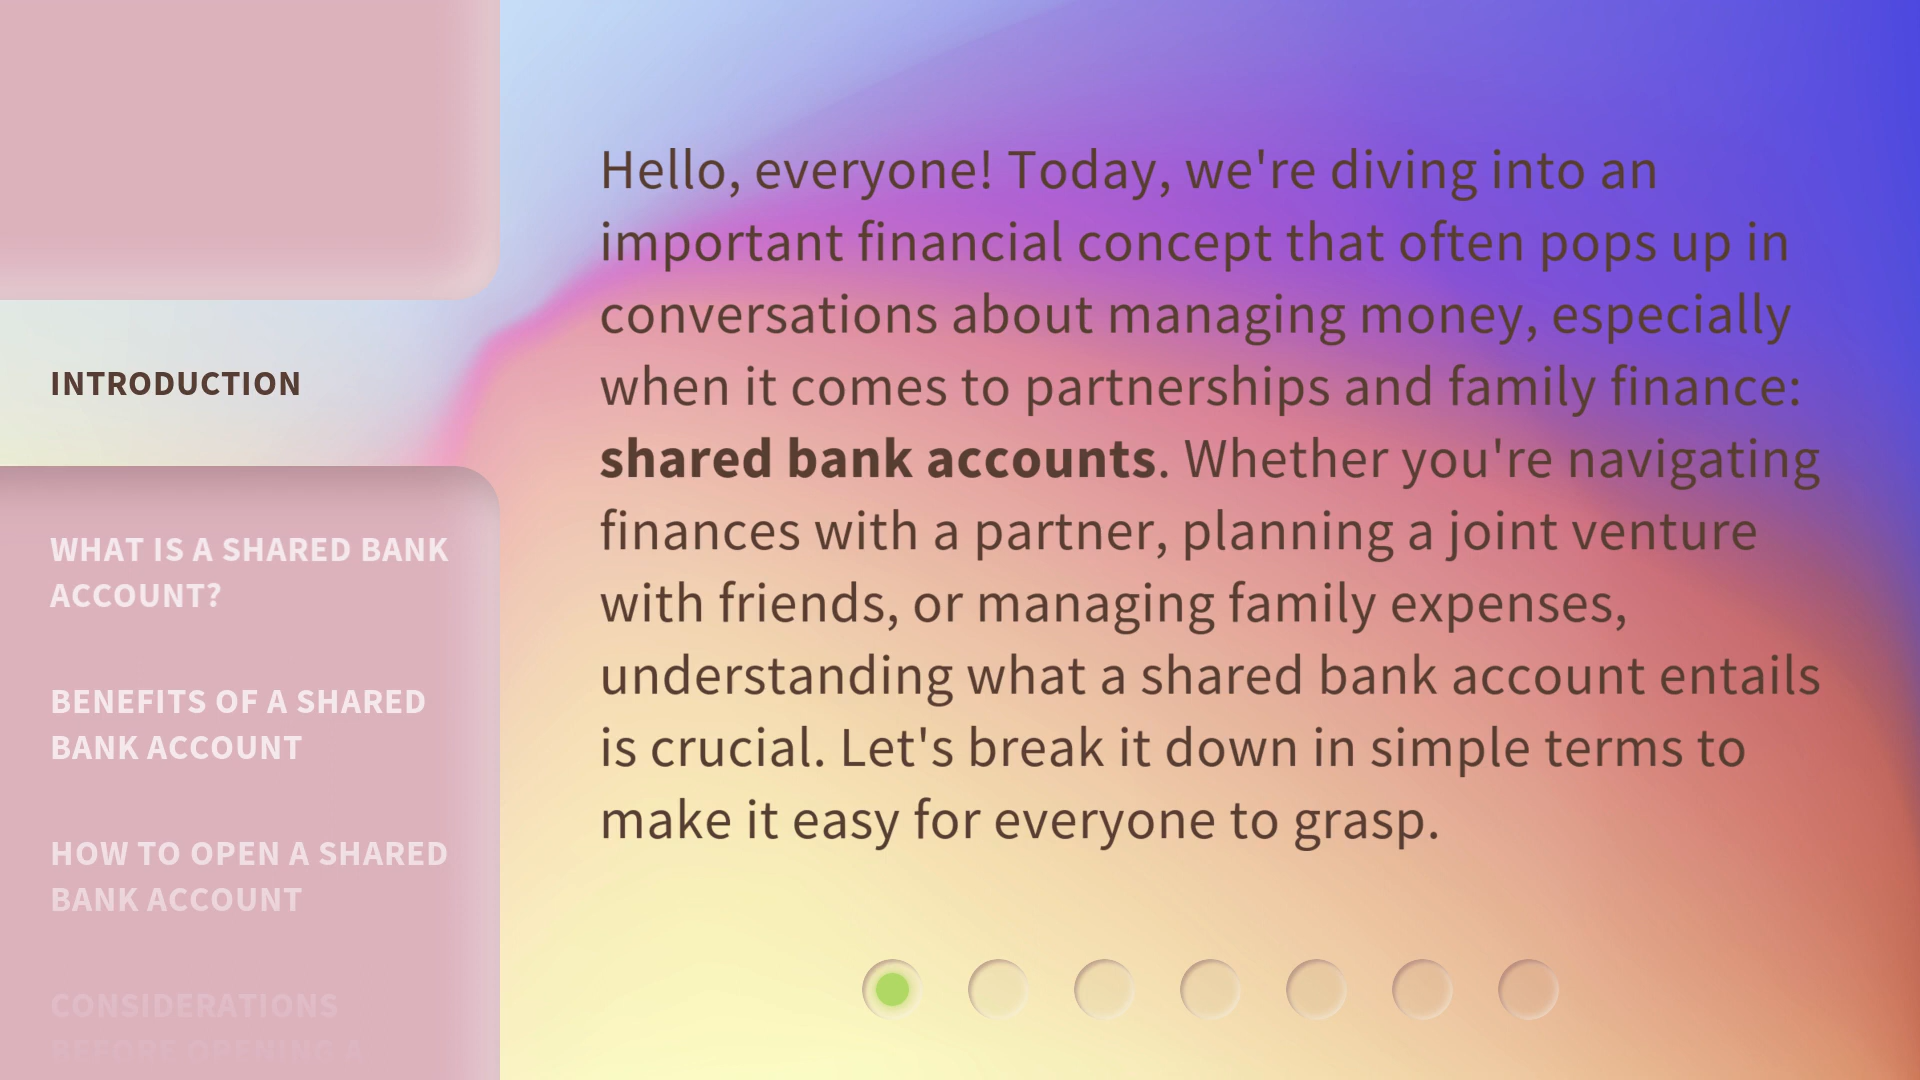 INTRODUCTION
WHAT IS A SHARED BANK
ACCOUNT?
BENEFITS OF A SHARED
BANK ACCOUNT
HOW TO OPEN A SHARED
BANK ACCOUNT
CONSIDERATIONS
BEFORE OPENING A
Hello, everyone! Today, we're diving into an
important financial concept that often pops up in
conversations about managing money, especially
when it comes to partnerships and family finance:
shared bank accounts. Whether you're navigating
finances with a partner, planning a joint venture
with friends, or managing family expenses,
understanding what a shared bank account entails
is crucial. Let's break it down in simple terms to
make it easy for everyone to grasp.